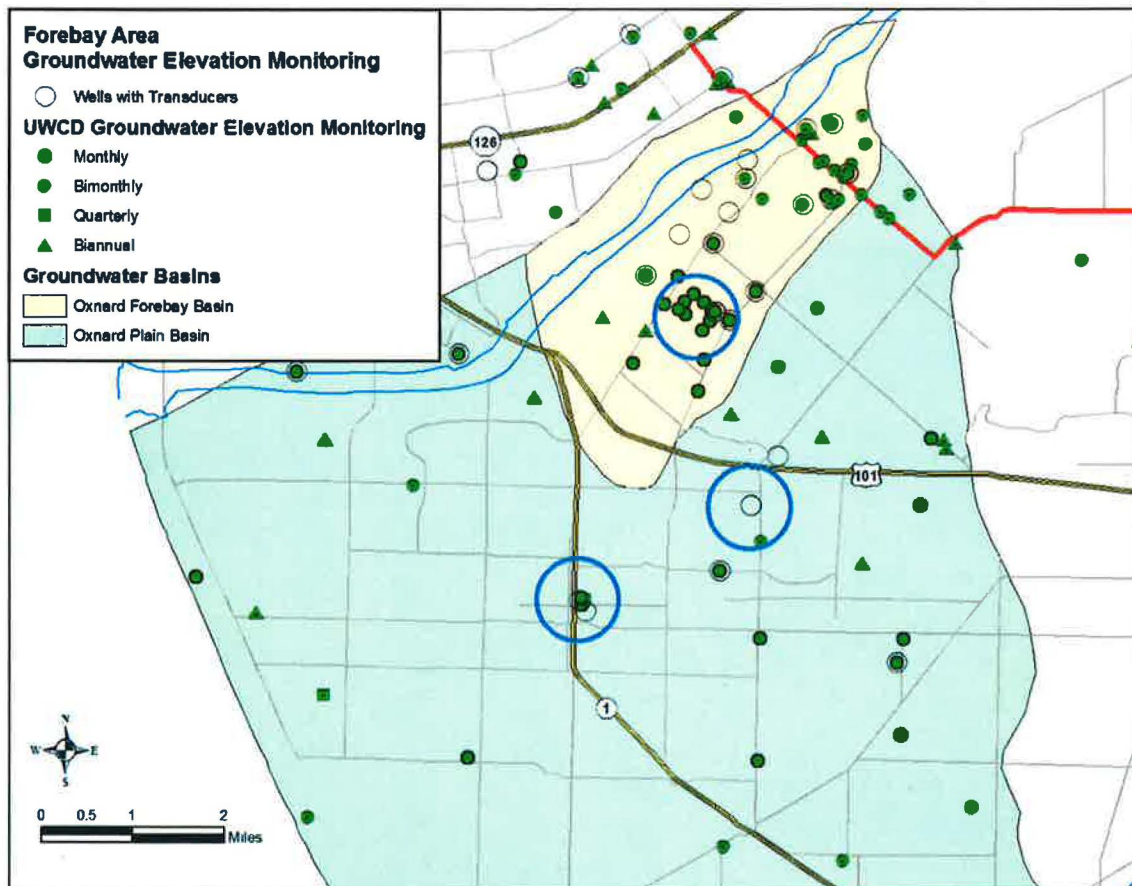 Forebay Area
Groundwater Elevation Monitoring
Wells with Transducers
UWCD Groundwater Elevation Monitoring
Monthly
Bimonthly
Quarterly
Biannual
Groundwater Basins
Oxnard Forebay Basin
Oxnard Plain Basin
126
101
1
N
W E
S
0 0.5 1 2
Miles